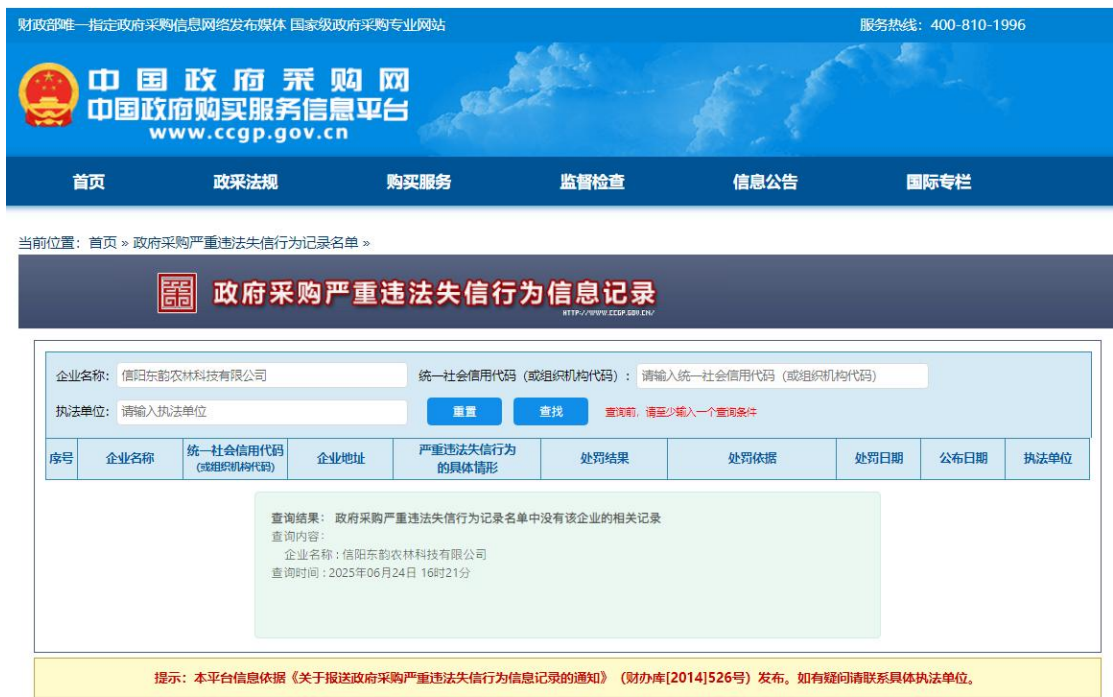 财政部唯一指定政府采购信息网络发布媒体 国家级政府采购专业网站
服务热线：400-810-1996
中国政府采购网
中国政府购买服务信息平台
www.ccgp.gov.cn
首页 政采法规 购买服务 监督检查 信息公告 国际专栏
当前位置：首页 » 政府采购严重违法失信行为记录名单 »
政府采购严重违法失信行为信息记录
HTTP://WWW.CCGP.GOV.CN/
企业名称：信阳东韵农林科技有限公司 统一社会信用代码（或组织机构代码）：请输入统一社会信用代码（或组织机构代码）
执法单位：请输入执法单位 重置 查找 查询前，请至少输入一个查询条件
序号 企业名称 统一社会信用代码 (或组织机构代码) 企业地址 严重违法失信行为 的具体情形 处罚结果 处罚依据 处罚日期 公布日期 执法单位
查询结果： 政府采购严重违法失信行为记录名单中没有该企业的相关记录
查询内容：
企业名称：信阳东韵农林科技有限公司
查询时间：2025年06月24日 16时21分
提示：本平台信息依据《关于报送政府采购严重违法失信行为信息记录的通知》（财办库[2014]526号）发布。如有疑问请联系具体执法单位。